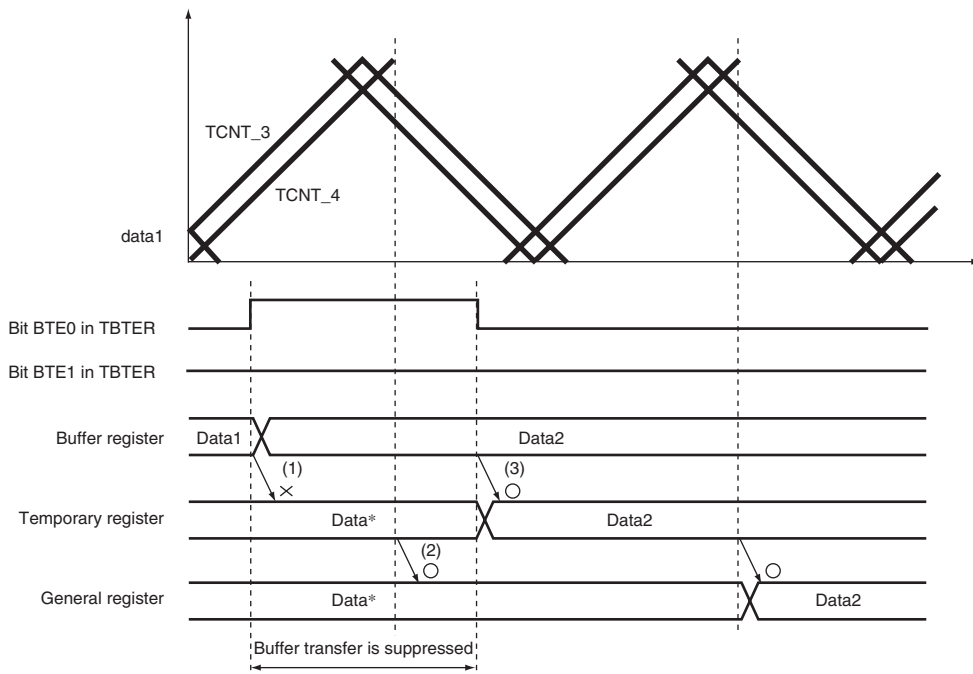 TCNT_3
TCNT_4
data1
Bit BTE0 in TBTER
Bit BTE1 in TBTER
Buffer register
Data1
Data2
(1)
(3)
Temporary register
Data*
Data2
(2)
General register
Data*
Data2
Buffer transfer is suppressed